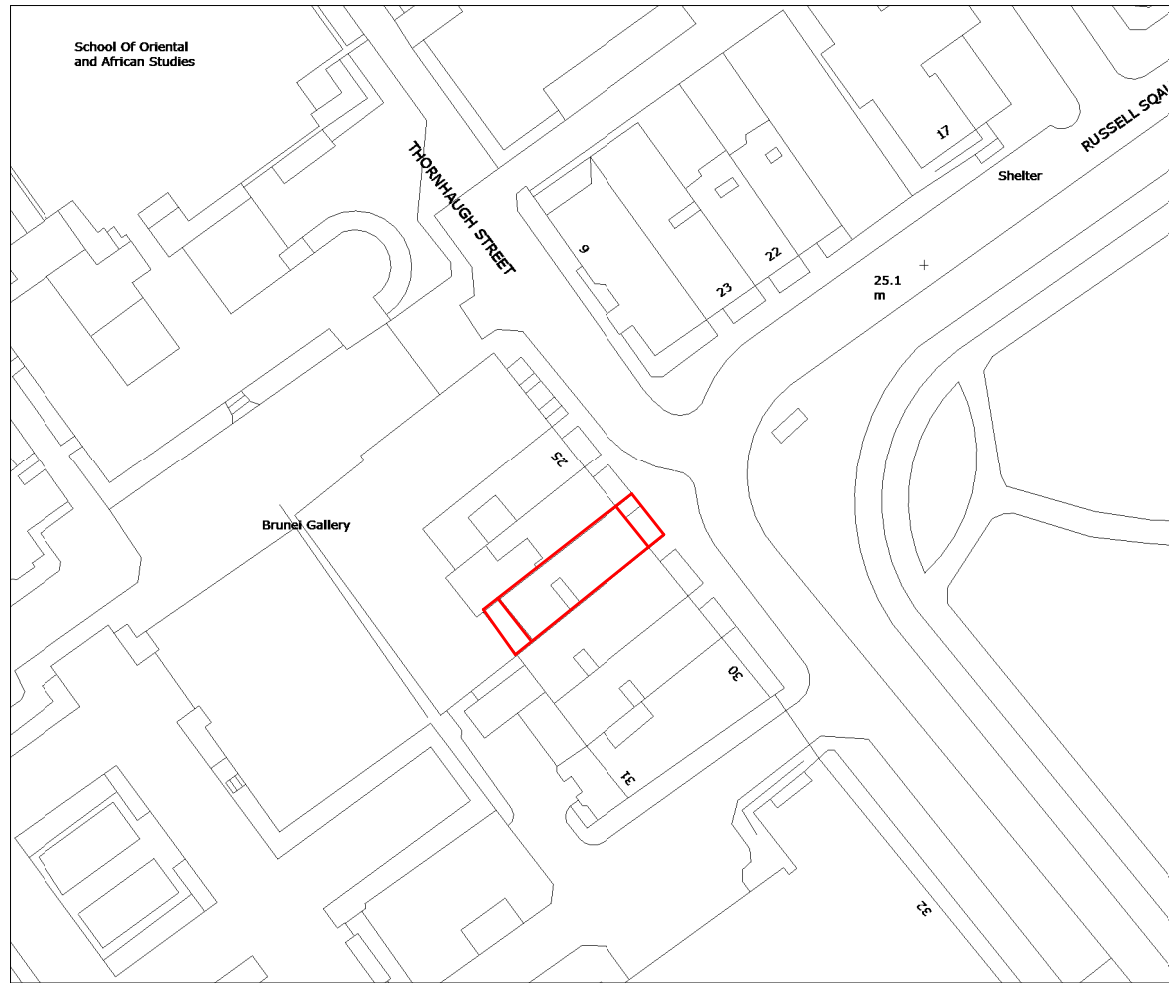 School Of Oriental
and African Studies
THORNHAUGH STREET
17
RUSSELL SQAU
Shelter
9
22
23
25.1
m
25
Brunei Gallery
30
31
32